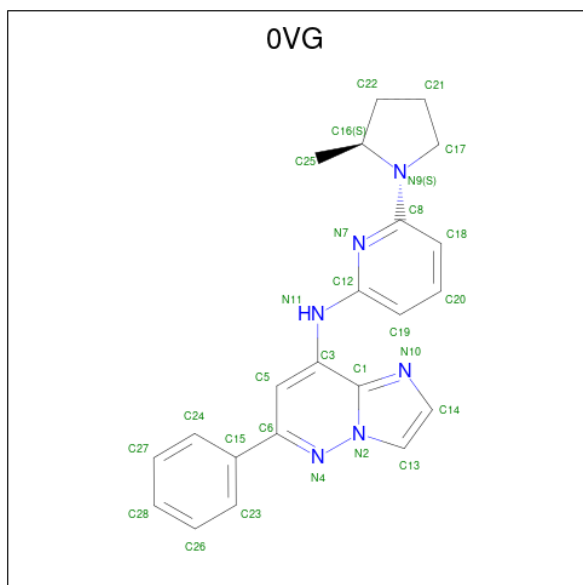 0VG
C22 C21
C16(S)
C25 C17
N9(S)
C8
N7 C18
C12
N11 C20
HN C19
C3 N10
C1
C5
C24 C14
C15 C6 N2
C27 N4 C13
C28 C23
C26